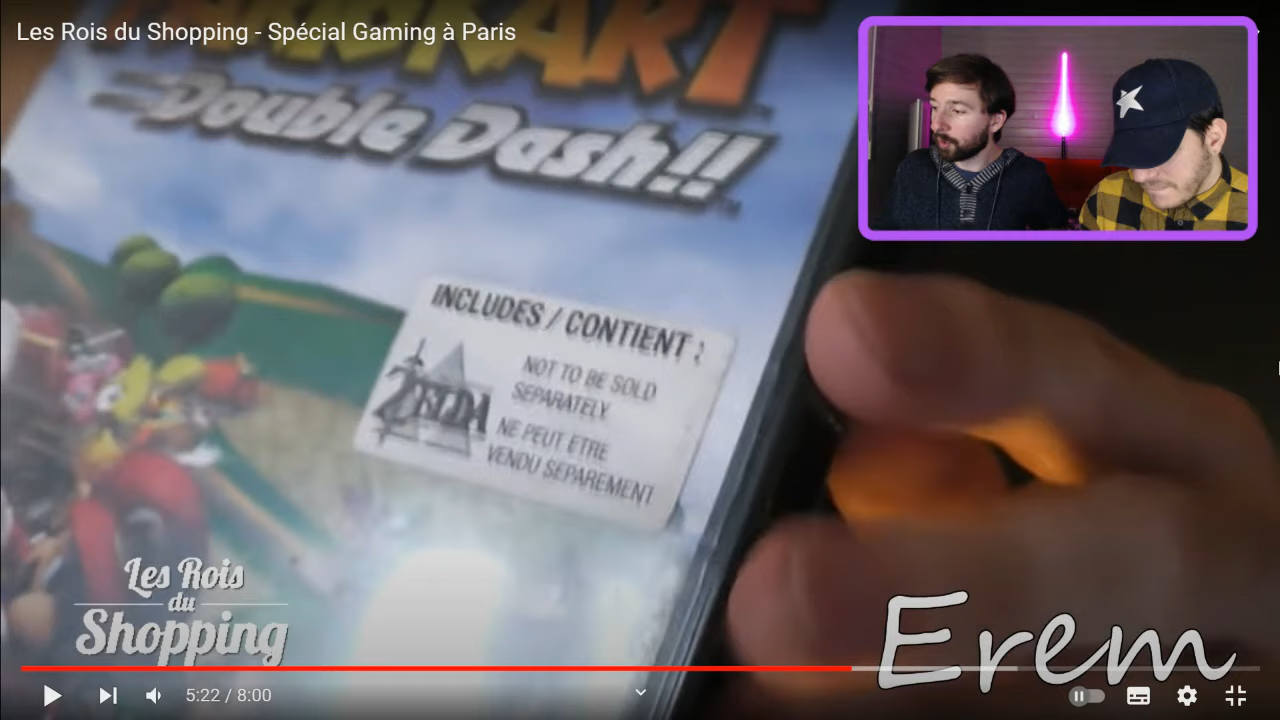 Les Rois du Shopping - Spécial Gaming à Paris
Double Dash!!
INCLUDES / CONTIENT :
NOT TO BE SOLD
SEPARATELY
ZELDA
NE PEUT ETRE
VENDU SEPAREMENT
Les Rois
du
Shopping
Erem
5:22 / 8:00